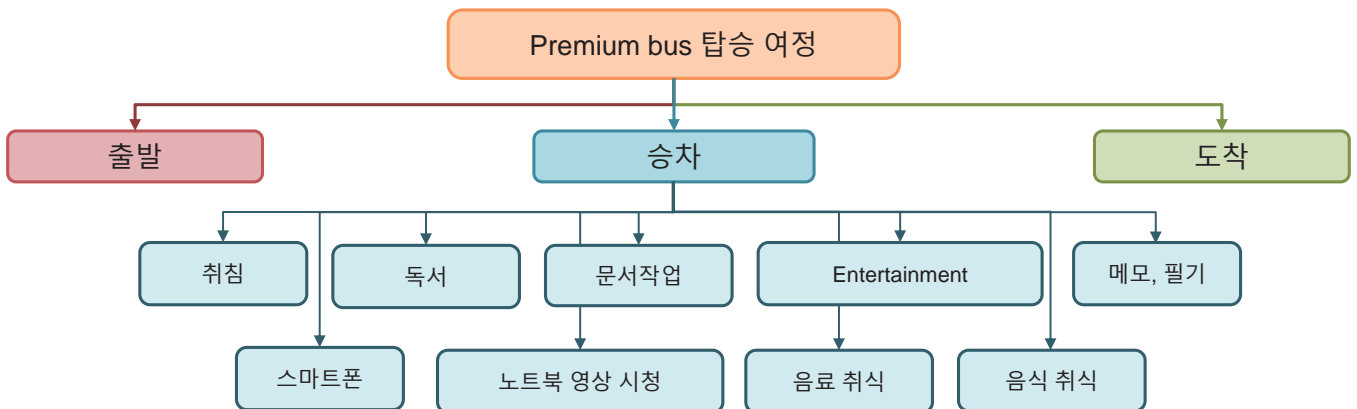 Premium bus 탑승 여정
출발
승차
도착
취침
독서
문서작업
Entertainment
메모, 필기
스마트폰
노트북 영상 시청
음료 취식
음식 취식